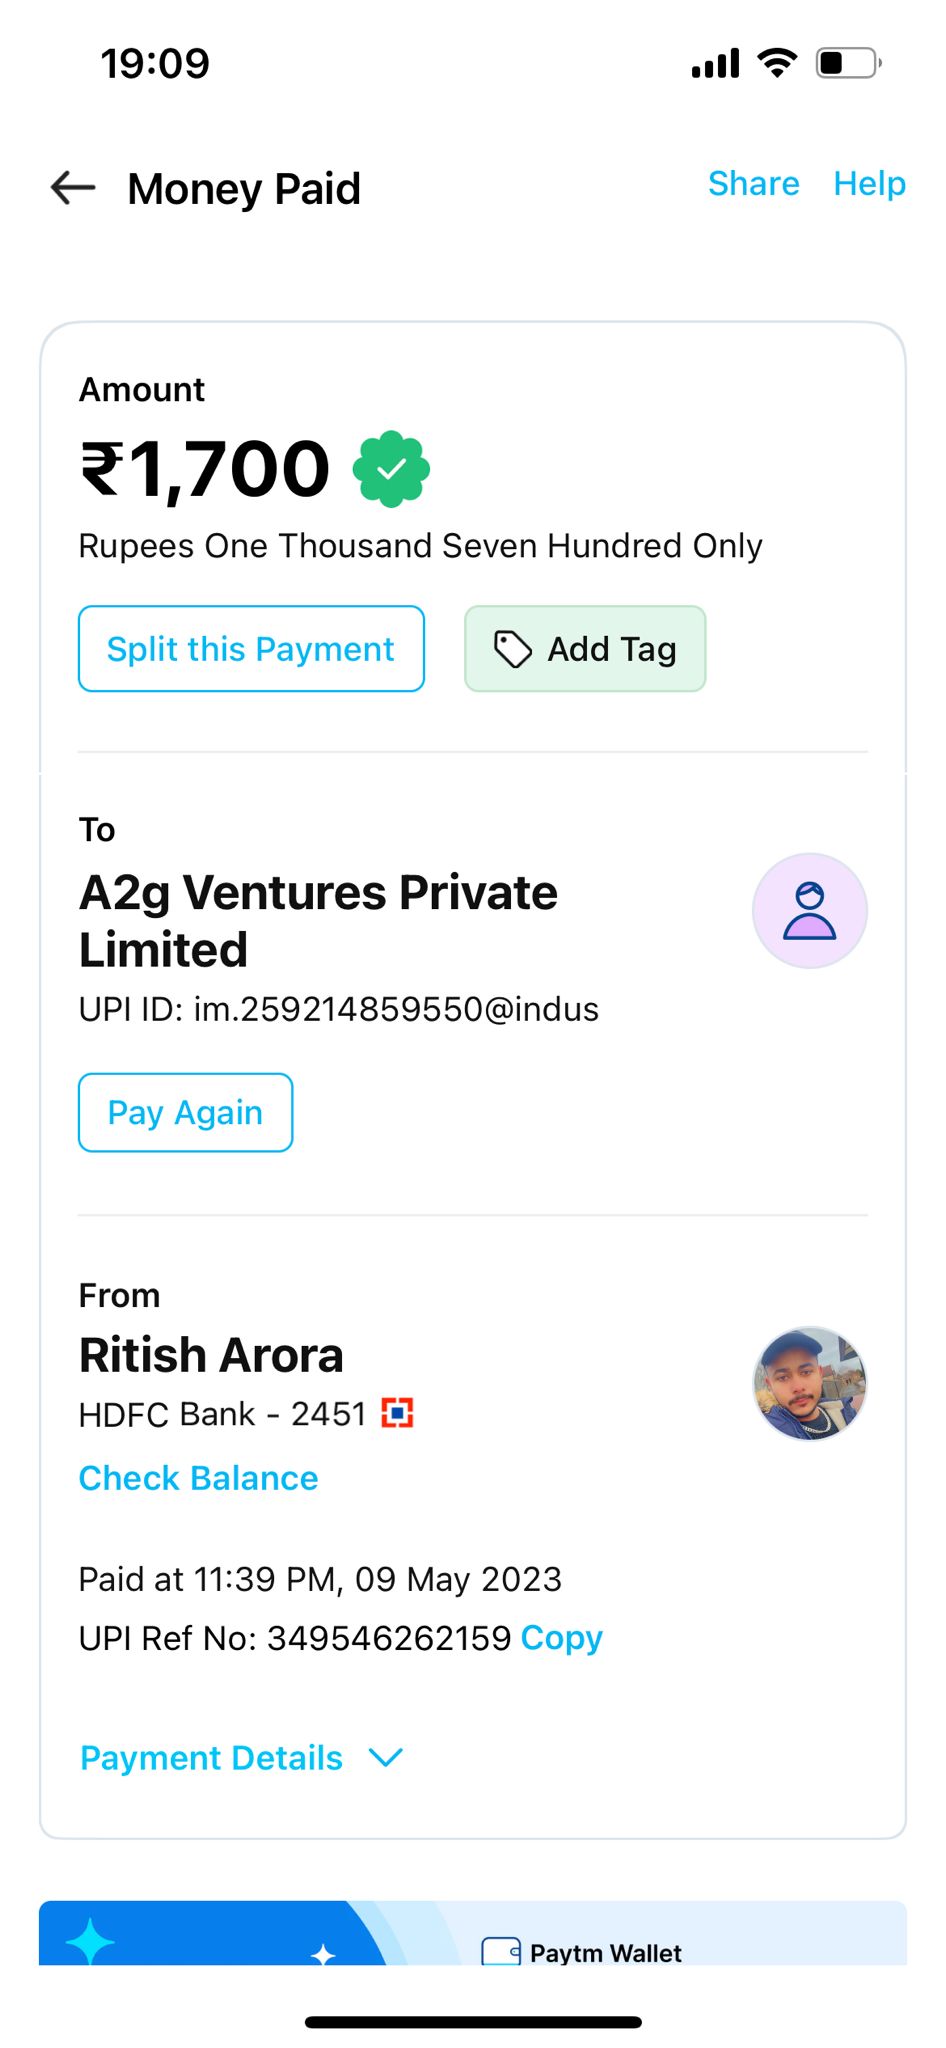 19:09
Money Paid
Share Help
Amount
₹1,700
Rupees One Thousand Seven Hundred Only
Split this Payment
Add Tag
To
A2g Ventures Private
Limited
UPI ID: im.259214859550@indus
Pay Again
From
Ritish Arora
HDFC Bank - 2451
Check Balance
Paid at 11:39 PM, 09 May 2023
UPI Ref No: 349546262159 Copy
Payment Details
Paytm Wallet